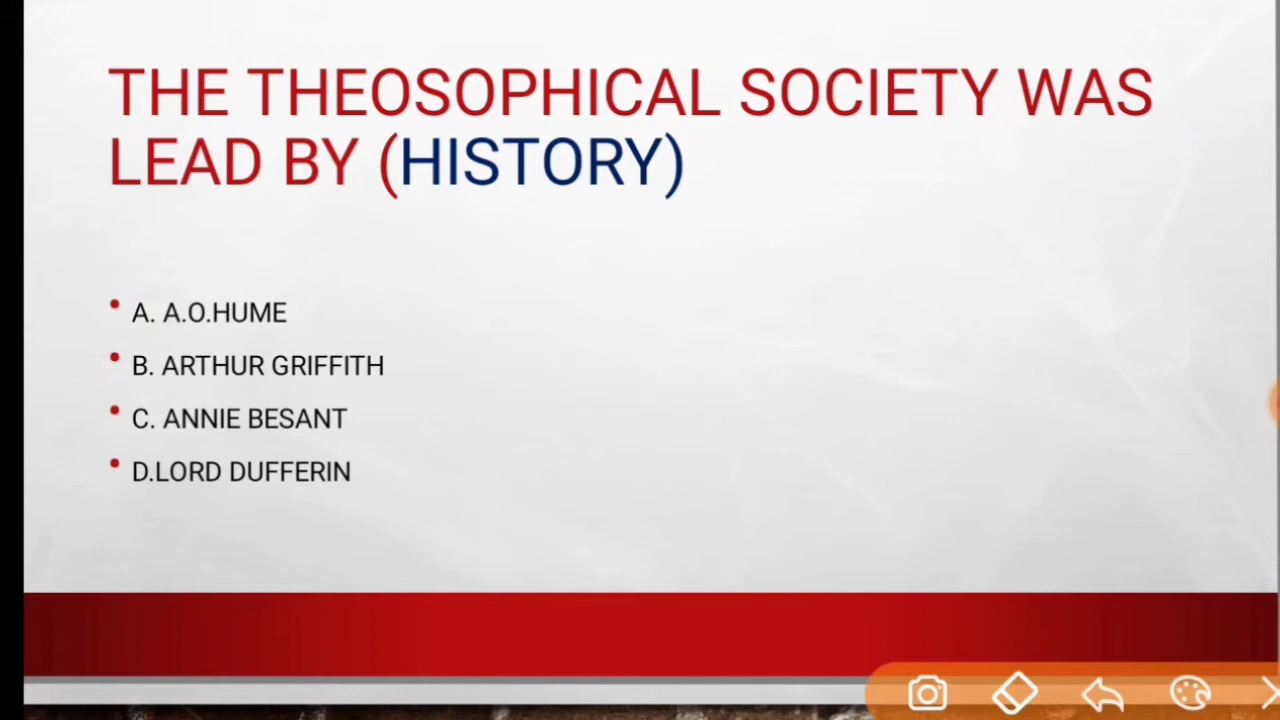 THE THEOSOPHICAL SOCIETY WAS
LEAD BY (HISTORY)
• A. A.O.HUME
• B. ARTHUR GRIFFITH
• C. ANNIE BESANT
• D.LORD DUFFERIN